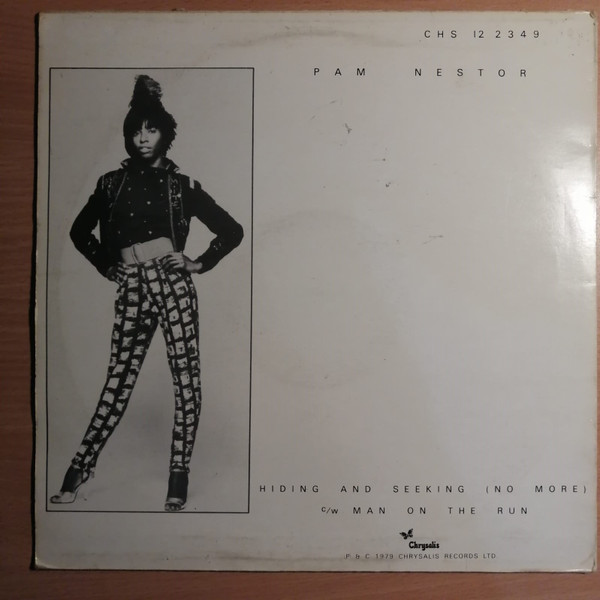 CHS 12 2349
PAM NESTOR
HIDING AND SEEKING (NO MORE)
c/w MAN ON THE RUN
Chrysalis
P & C 1979 CHRYSALIS RECORDS LTD.